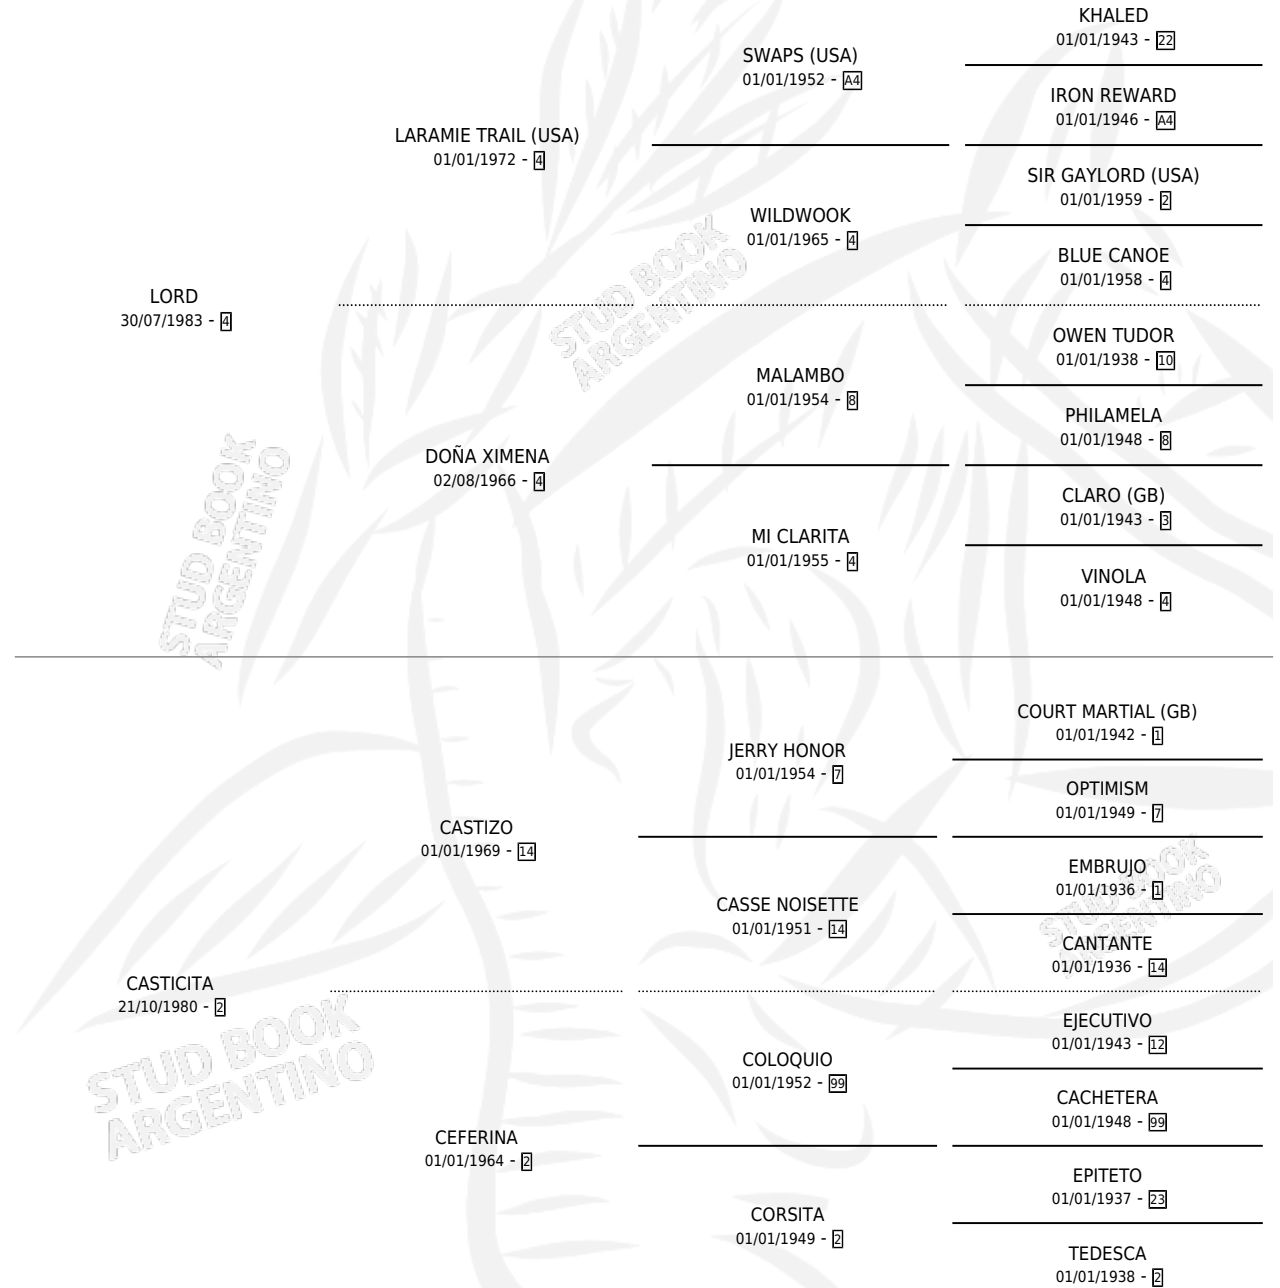 KHALED
01/01/1943 - 22
SWAPS (USA)
01/01/1952 - A4
IRON REWARD
01/01/1946 - A4
LARAMIE TRAIL (USA)
01/01/1972 - 4
SIR GAYLORD (USA)
01/01/1959 - 2
WILDWOOK
01/01/1965 - 4
BLUE CANOE
01/01/1958 - 4
LORD
30/07/1983 - 4
OWEN TUDOR
01/01/1938 - 10
MALAMBO
01/01/1954 - 8
PHILAMELA
01/01/1948 - 8
DOÑA XIMENA
02/08/1966 - 4
CLARO (GB)
01/01/1943 - 3
MI CLARITA
01/01/1955 - 4
VINOLA
01/01/1948 - 4
COURT MARTIAL (GB)
01/01/1942 - 1
JERRY HONOR
01/01/1954 - 7
OPTIMISM
01/01/1949 - 7
CASTIZO
01/01/1969 - 14
EMBRUJO
01/01/1936 - 1
CASSE NOISETTE
01/01/1951 - 14
CANTANTE
01/01/1936 - 14
CASTICITA
21/10/1980 - 2
EJECUTIVO
01/01/1943 - 12
COLOQUIO
01/01/1952 - 99
CACHETERA
01/01/1948 - 99
CEFERINA
01/01/1964 - 2
EPITETO
01/01/1937 - 23
CORSITA
01/01/1949 - 2
TEDESCA
01/01/1938 - 2
STUD BOOK
ARGENTINO
STUD BOOK
ARGENTINO
STUD BOOK
ARGENTINO
STUD BOOK
ARGENTINO